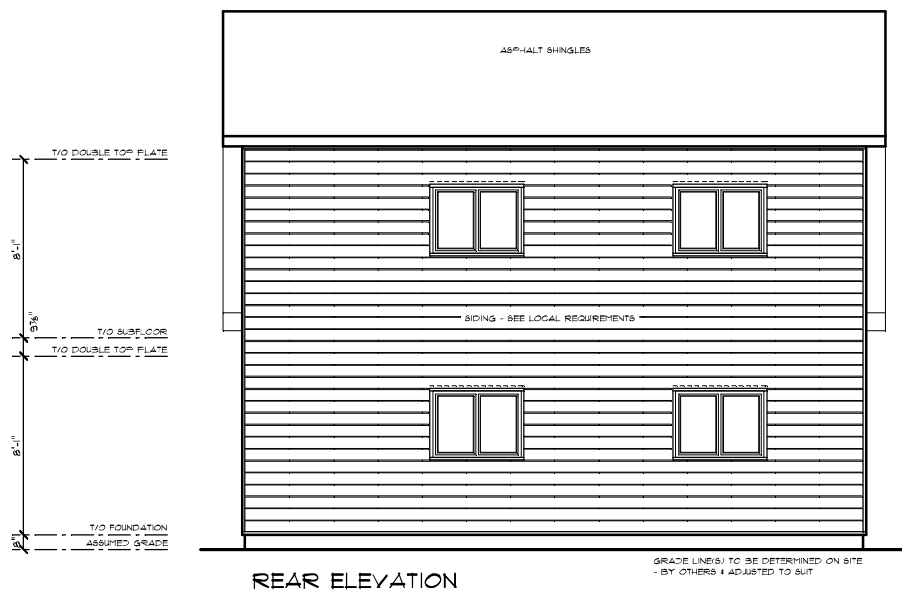 ASPHALT SHINGLES
T/O DOUBLE TOP PLATE
8'-1"
9 7/8"
SIDING - SEE LOCAL REQUIREMENTS
T/O SUBFLOOR
T/O DOUBLE TOP PLATE
8'-1"
T/O FOUNDATION
8"
ASSUMED GRADE
GRADE LINE(S) TO BE DETERMINED ON SITE
- BY OTHERS & ADJUSTED TO SUIT
REAR ELEVATION